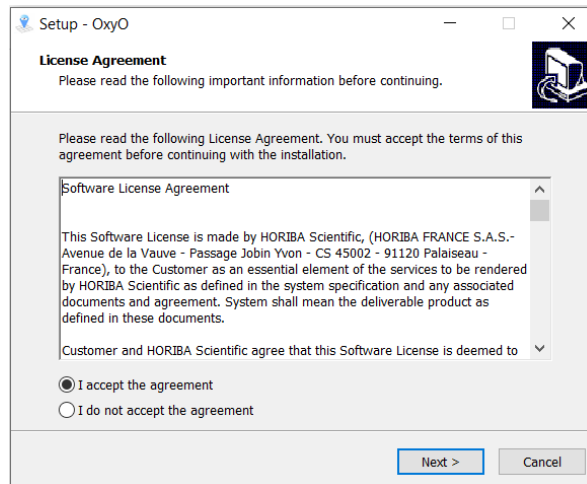 Setup - OxyO
License Agreement
Please read the following important information before continuing.
Please read the following License Agreement. You must accept the terms of this
agreement before continuing with the installation.
Software License Agreement
This Software License is made by HORIBA Scientific, (HORIBA FRANCE S.A.S.-
Avenue de la Vauve - Passage Jobin Yvon - CS 45002 - 91120 Palaiseau -
France), to the Customer as an essential element of the services to be rendered
by HORIBA Scientific as defined in the system specification and any associated
documents and agreement. System shall mean the deliverable product as
defined in these documents.
Customer and HORIBA Scientific agree that this Software License is deemed to
I accept the agreement
I do not accept the agreement
Next >
Cancel